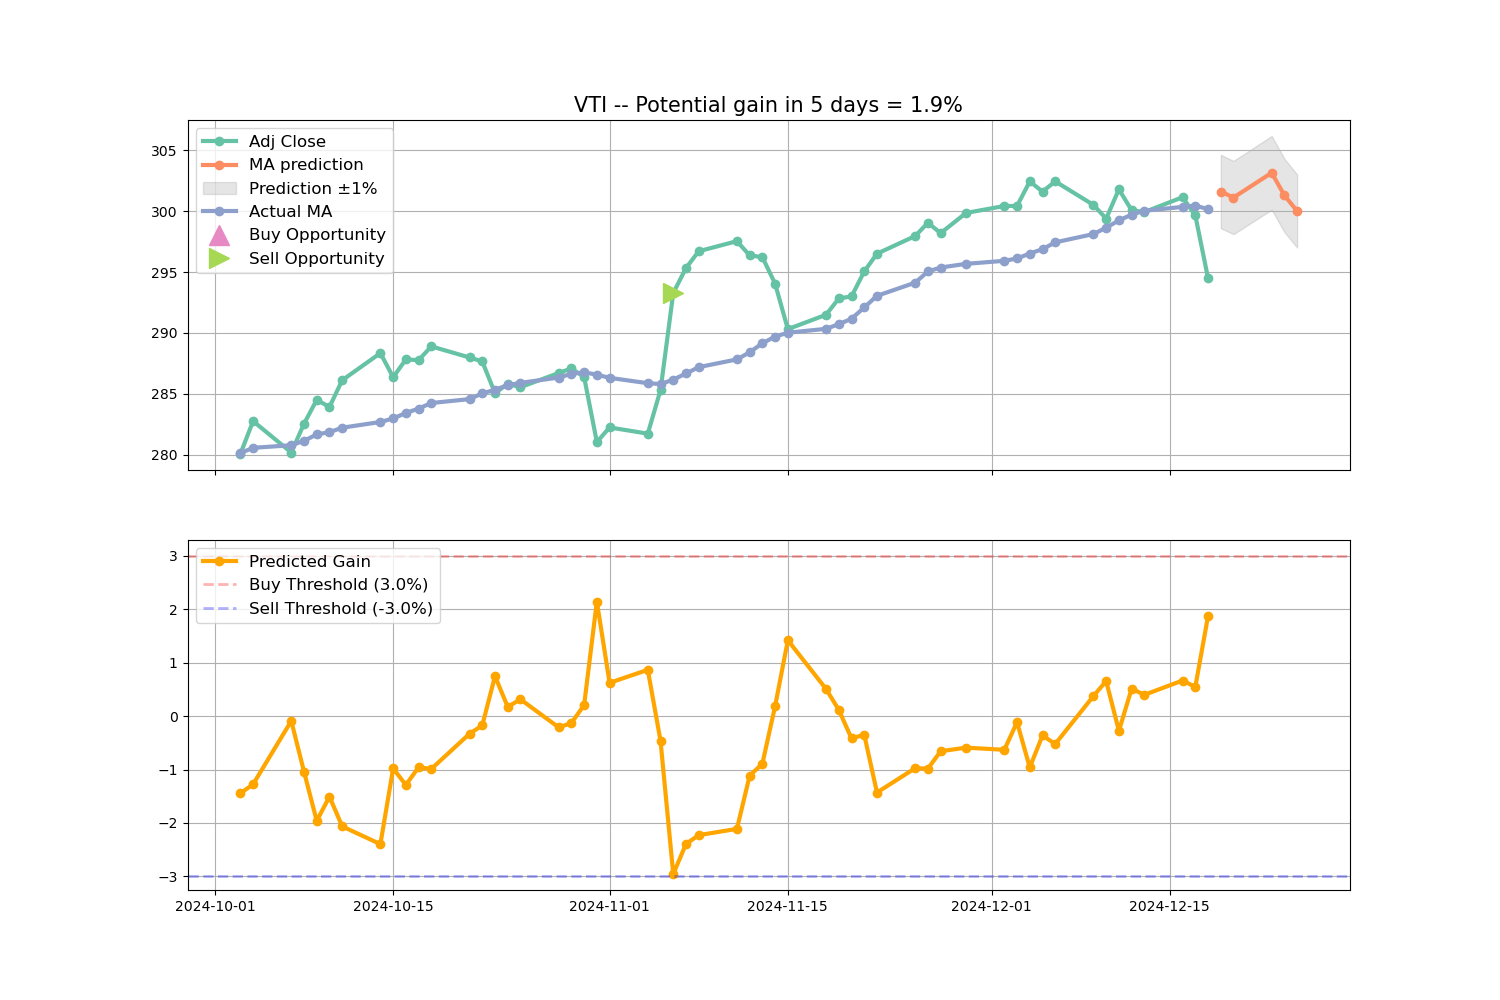 VTI -- Potential gain in 5 days = 1.9%
305
300
295
290
285
280
Adj Close
MA prediction
Prediction ±1%
Actual MA
Buy Opportunity
Sell Opportunity
3
2
1
0
−1
−2
−3
Predicted Gain
Buy Threshold (3.0%)
Sell Threshold (-3.0%)
2024-10-01 2024-10-15 2024-11-01 2024-11-15 2024-12-01 2024-12-15